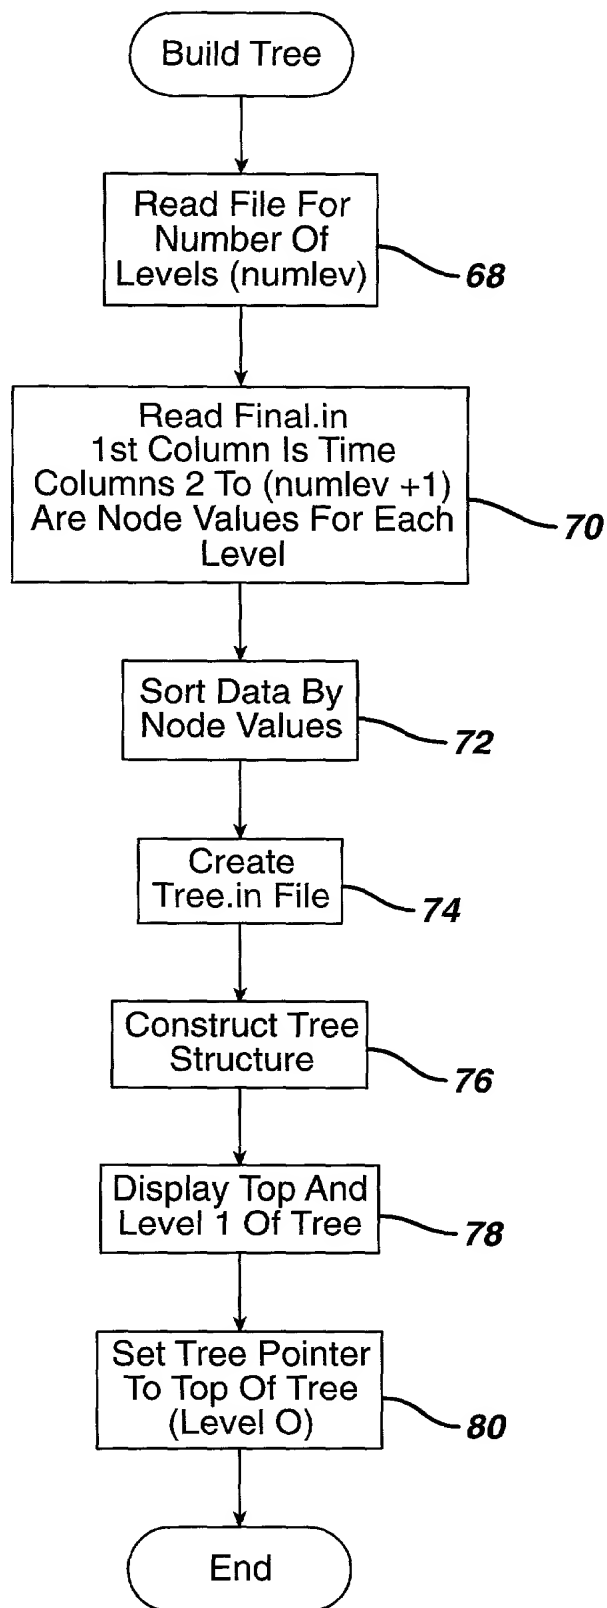 Build Tree
Read File For
Number Of
Levels (numlev)
68
Read Final.in
1st Column Is Time
Columns 2 To (numlev +1)
Are Node Values For Each
Level
70
Sort Data By
Node Values
72
Create
Tree.in File
74
Construct Tree
Structure
76
Display Top And
Level 1 Of Tree
78
Set Tree Pointer
To Top Of Tree
(Level O)
80
End